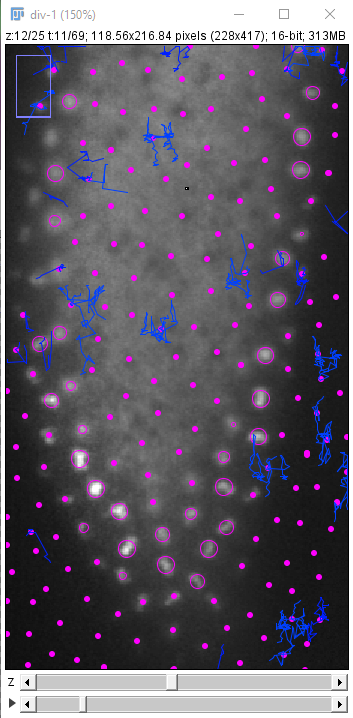 div-1 (150%)
z:12/25 t:11/69; 118.56x216.84 pixels (228x417); 16-bit; 313MB
z